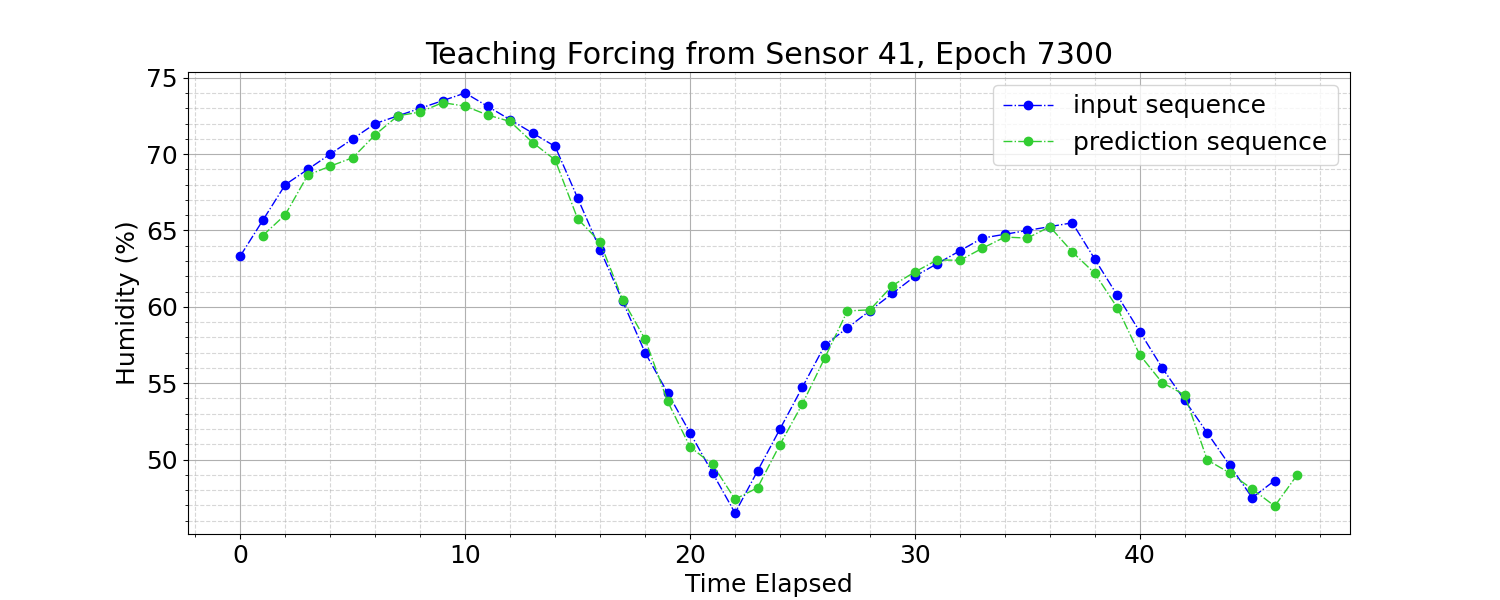 Teaching Forcing from Sensor 41, Epoch 7300
75
70
65
60
55
50
Humidity (%)
input sequence
prediction sequence
0 10 20 30 40
Time Elapsed